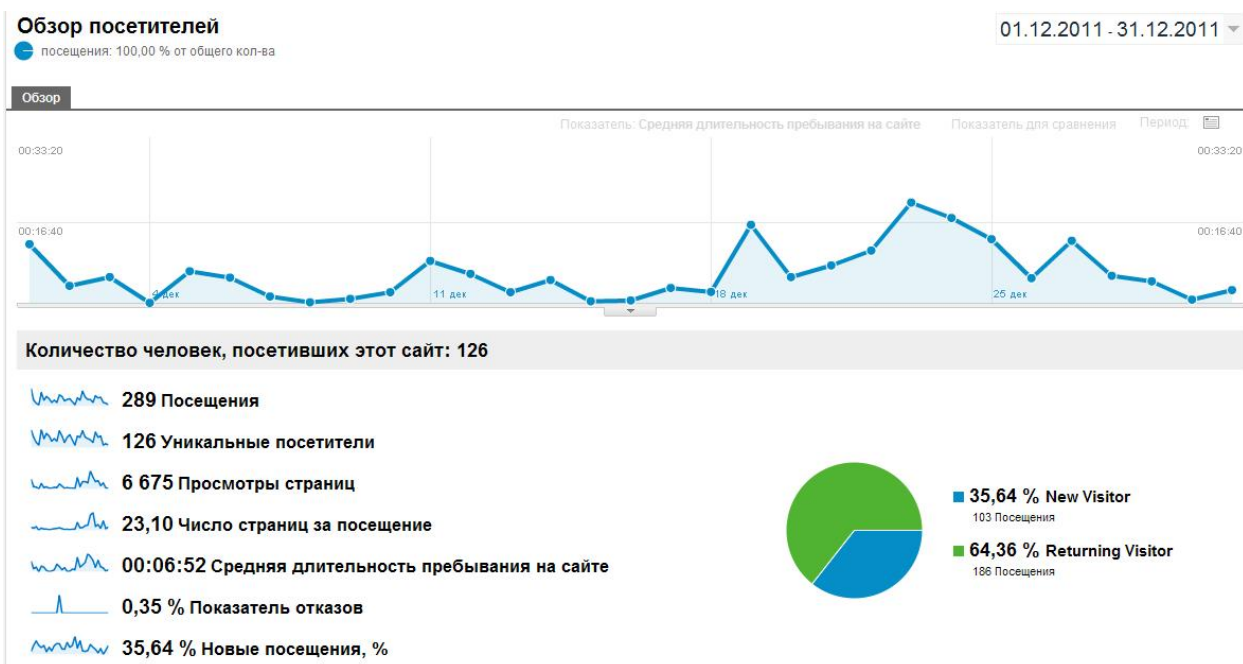 Обзор посетителей
01.12.2011 - 31.12.2011
посещения: 100,00 % от общего кол-ва
Обзор
Показатель: Средняя длительность пребывания на сайте Показатель для сравнения Период:
00:33:20 00:33:20
00:16:40 00:16:40
4 дек 11 дек 18 дек 25 дек
Количество человек, посетивших этот сайт: 126
289 Посещения
126 Уникальные посетители
6 675 Просмотры страниц
23,10 Число страниц за посещение
00:06:52 Средняя длительность пребывания на сайте
0,35 % Показатель отказов
35,64 % Новые посещения, %
35,64 % New Visitor
103 Посещения
64,36 % Returning Visitor
186 Посещения